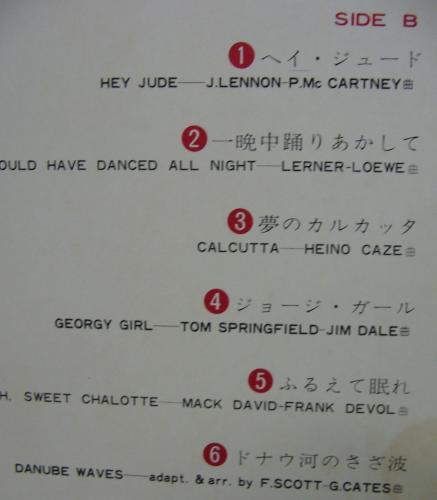 SIDE B
1 ヘイ・ジュード
HEY JUDE—J.LENNON-P.Mc CARTNEY曲
2 一晩中踊りあかして
OULD HAVE DANCED ALL NIGHT—LERNER-LOEWE曲
3 夢のカルカッタ
CALCUTTA—HEINO CAZE曲
4 ジョージ・ガール
GEORGY GIRL—TOM SPRINGFIELD-JIM DALE曲
5 ふるえて眠れ
H, SWEET CHALOTTE—MACK DAVID-FRANK DEVOL曲
6 ドナウ河のさざ波
DANUBE WAVES—adapt. & arr. by F.SCOTT-G.CATES曲